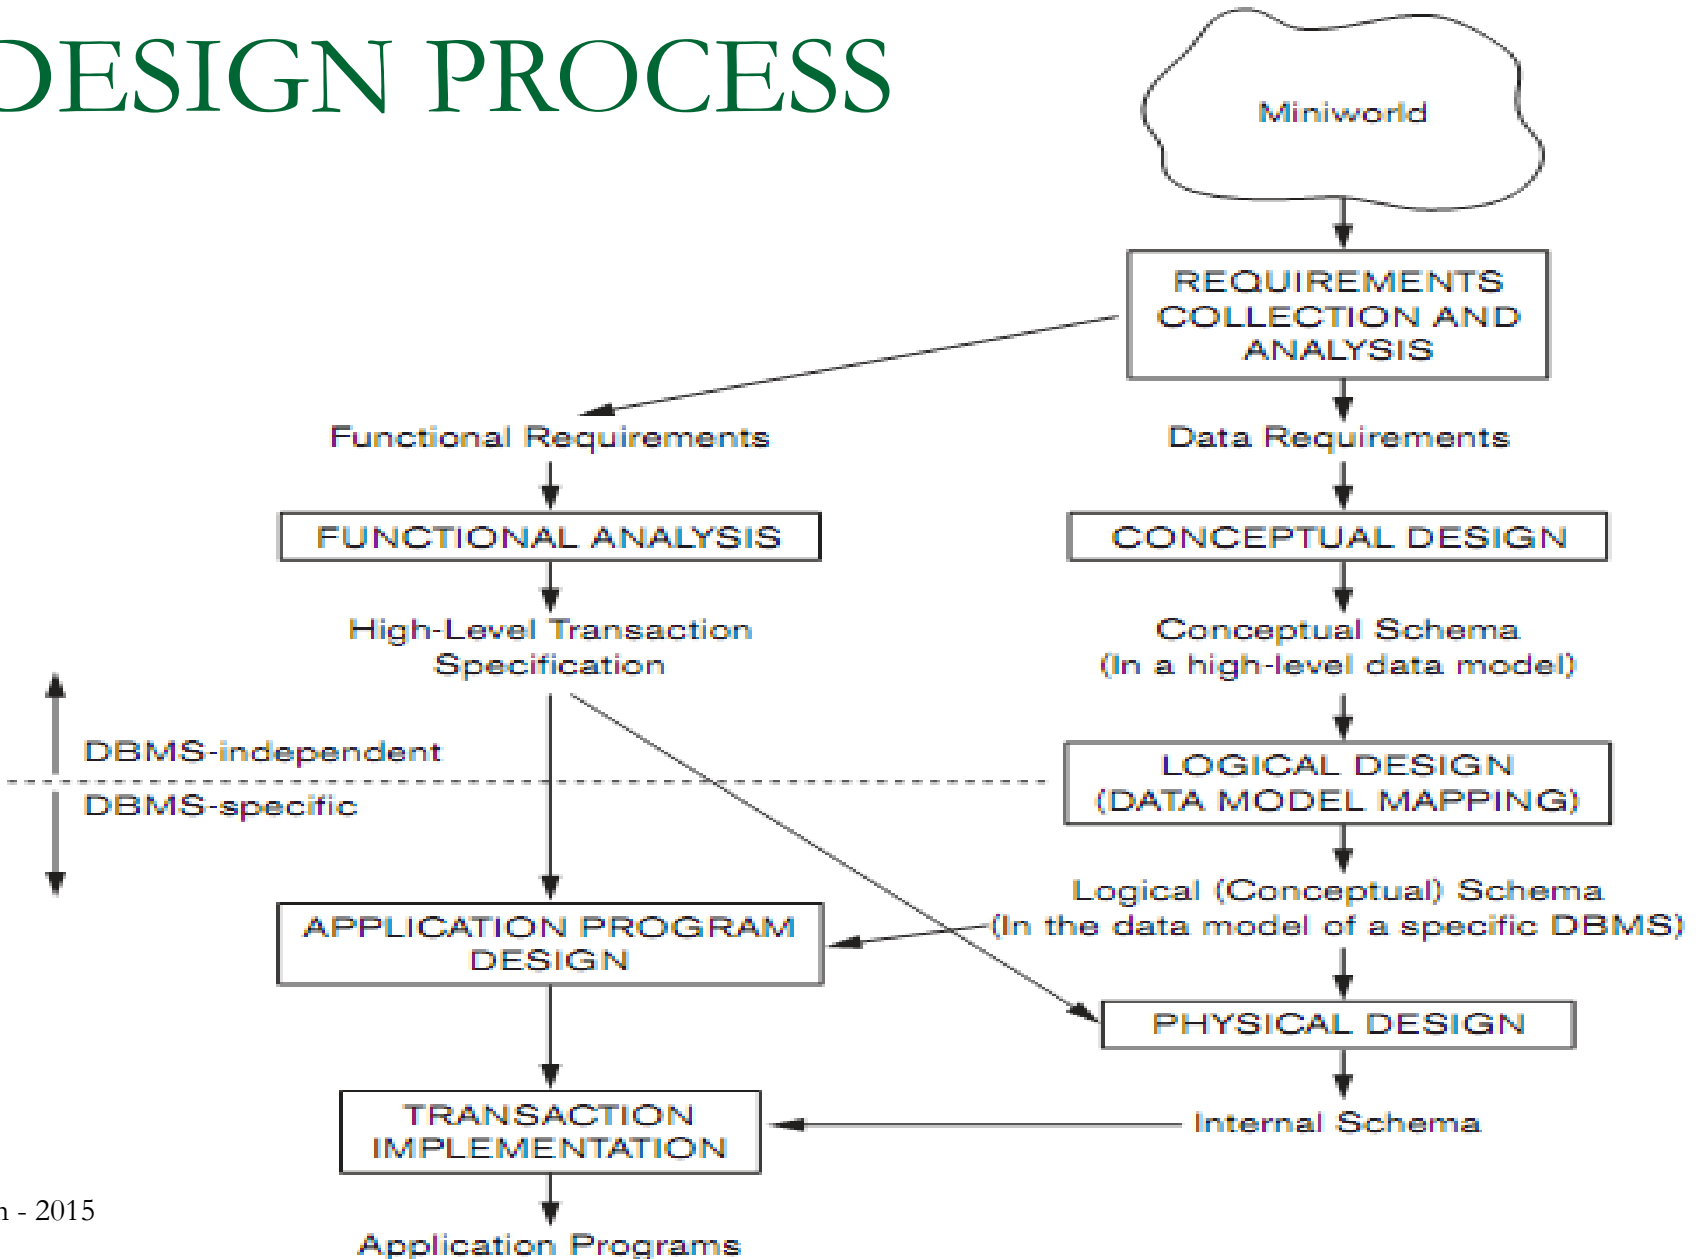 DESIGN PROCESS
Miniworld
REQUIREMENTS
COLLECTION AND
ANALYSIS
Functional Requirements
Data Requirements
FUNCTIONAL ANALYSIS
CONCEPTUAL DESIGN
High-Level Transaction
Specification
Conceptual Schema
(In a high-level data model)
DBMS-independent
DBMS-specific
LOGICAL DESIGN
(DATA MODEL MAPPING)
Logical (Conceptual) Schema
(In the data model of a specific DBMS)
APPLICATION PROGRAM
DESIGN
PHYSICAL DESIGN
TRANSACTION
IMPLEMENTATION
Internal Schema
- 2015
Application Programs